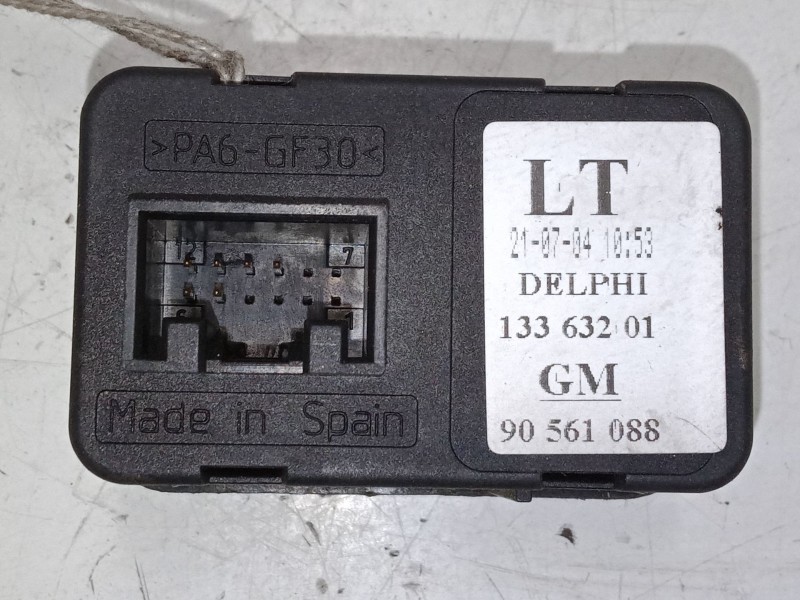 >PA6-GF30<
12 7
6 1
Made in Spain
LT
21-07-04 10:53
DELPHI
133 632 01
GM
90 561 088